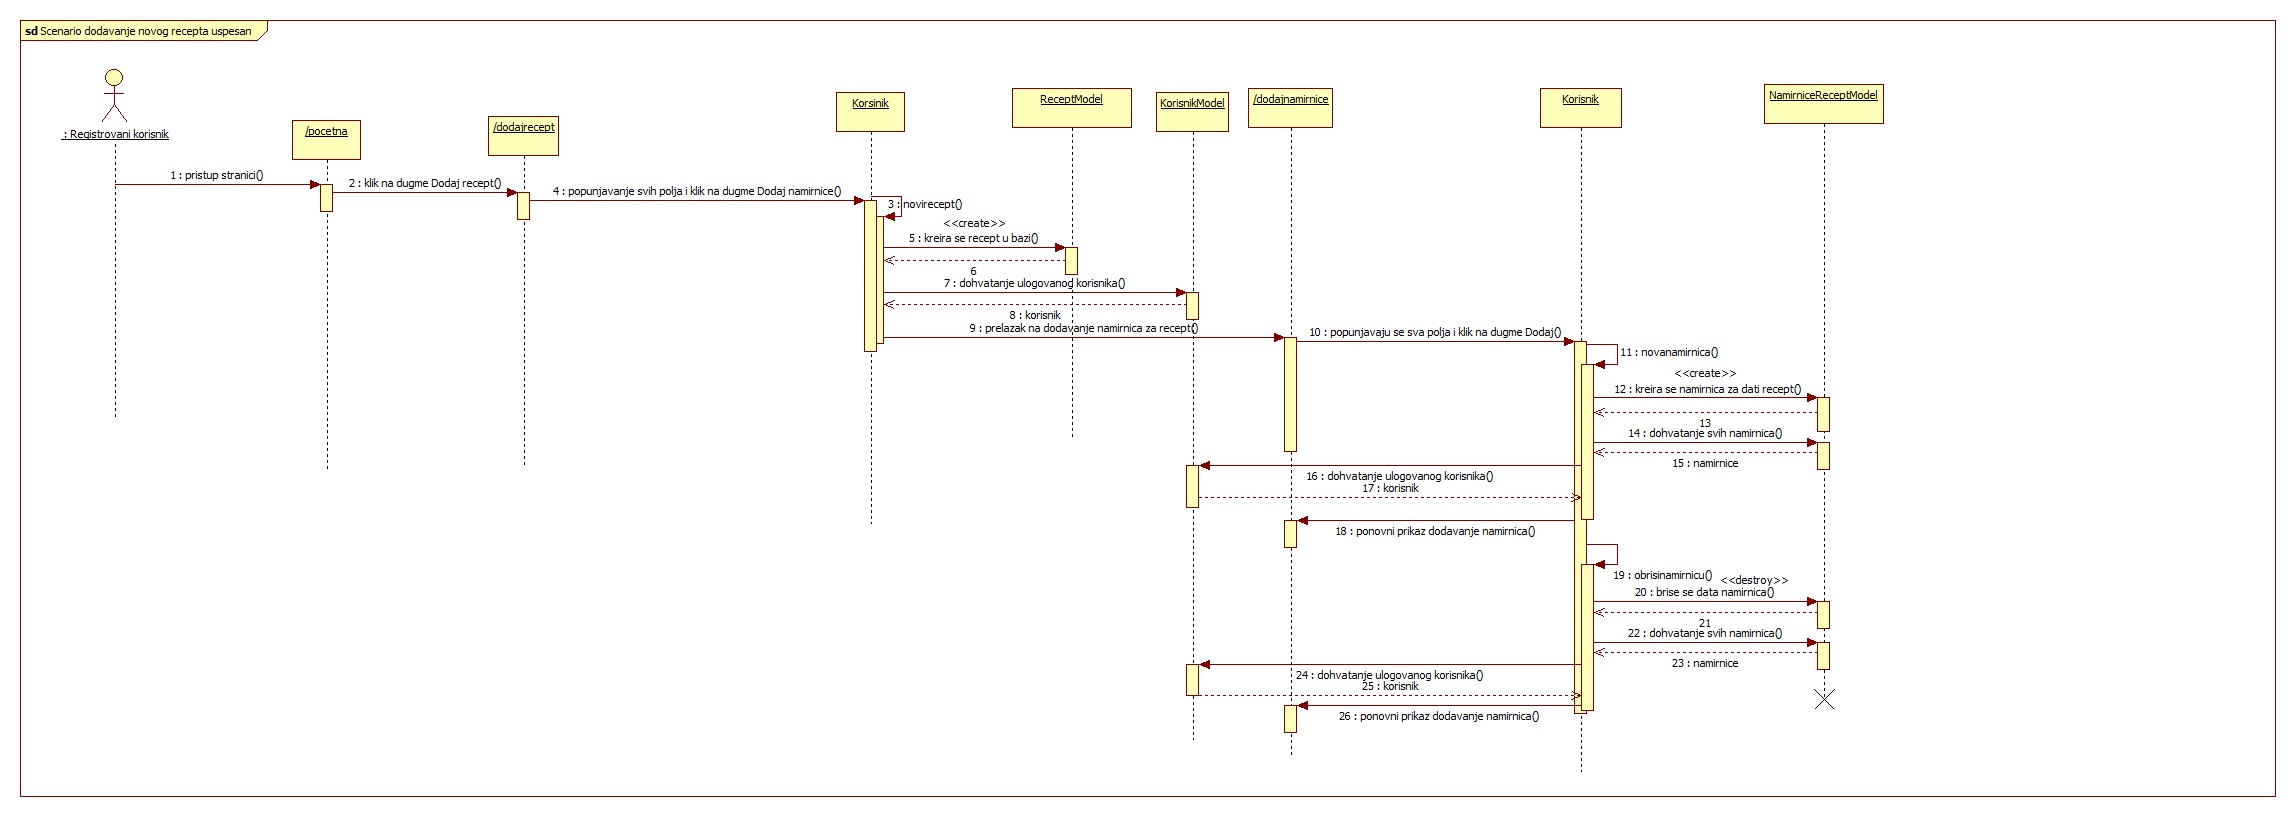 sd Scenario dodavanje novog recepta uspesan
: Registrovani korisnik
/pocetna
/dodajrecept
Korsinik
ReceptModel
KorisnikModel
/dodajnamirnice
Korisnik
NamirniceReceptModel
1 : pristup stranici()
2 : klik na dugme Dodaj recept()
4 : popunjavanje svih polja i klik na dugme Dodaj namirnice()
3 : novirecept()
<<create>>
5 : kreira se recept u bazi()
6
7 : dohvatanje ulogovanog korisnika()
8 : korisnik
9 : prelazak na dodavanje namirnica za recept()
10 : popunjavaju se sva polja i klik na dugme Dodaj()
11 : novanamirnica()
<<create>>
12 : kreira se namirnica za dati recept()
13
14 : dohvatanje svih namirnica()
15 : namirnice
16 : dohvatanje ulogovanog korisnika()
17 : korisnik
18 : ponovni prikaz dodavanje namirnica()
19 : obrisinamirnicu()
<<destroy>>
20 : brise se data namirnica()
21
22 : dohvatanje svih namirnica()
23 : namirnice
24 : dohvatanje ulogovanog korisnika()
25 : korisnik
26 : ponovni prikaz dodavanje namirnica()